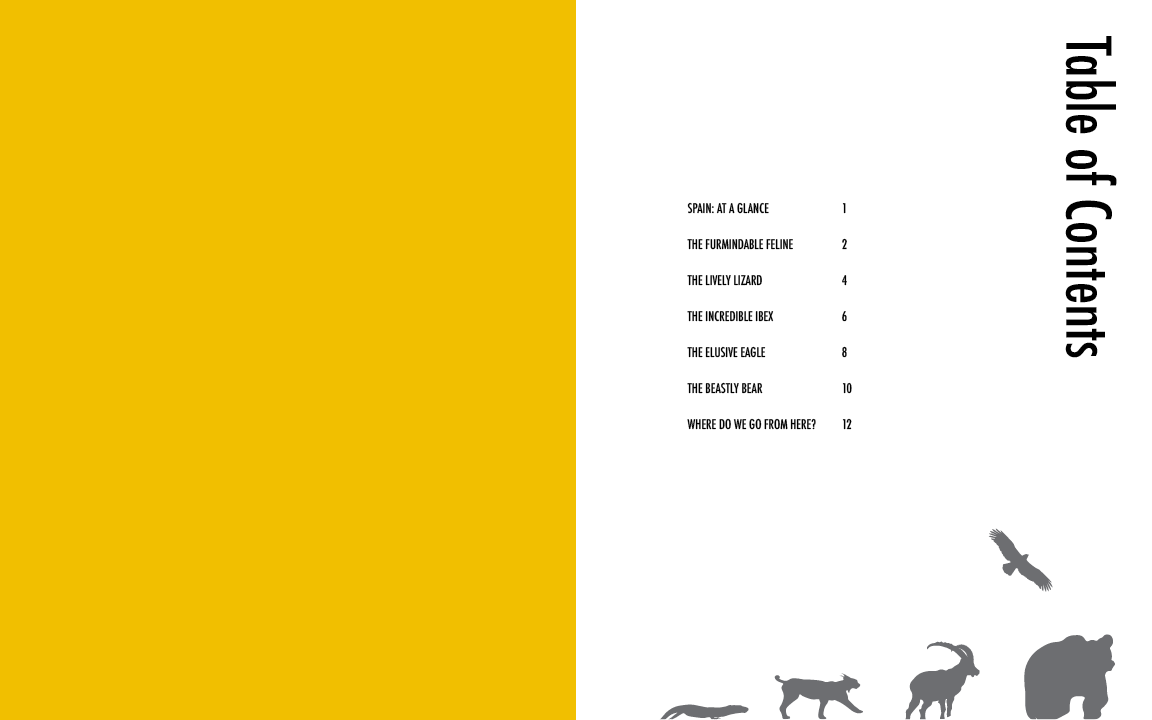 Table of Contents
SPAIN: AT A GLANCE 1
THE FURMINDABLE FELINE 2
THE LIVELY LIZARD 4
THE INCREDIBLE IBEX 6
THE ELUSIVE EAGLE 8
THE BEASTLY BEAR 10
WHERE DO WE GO FROM HERE? 12